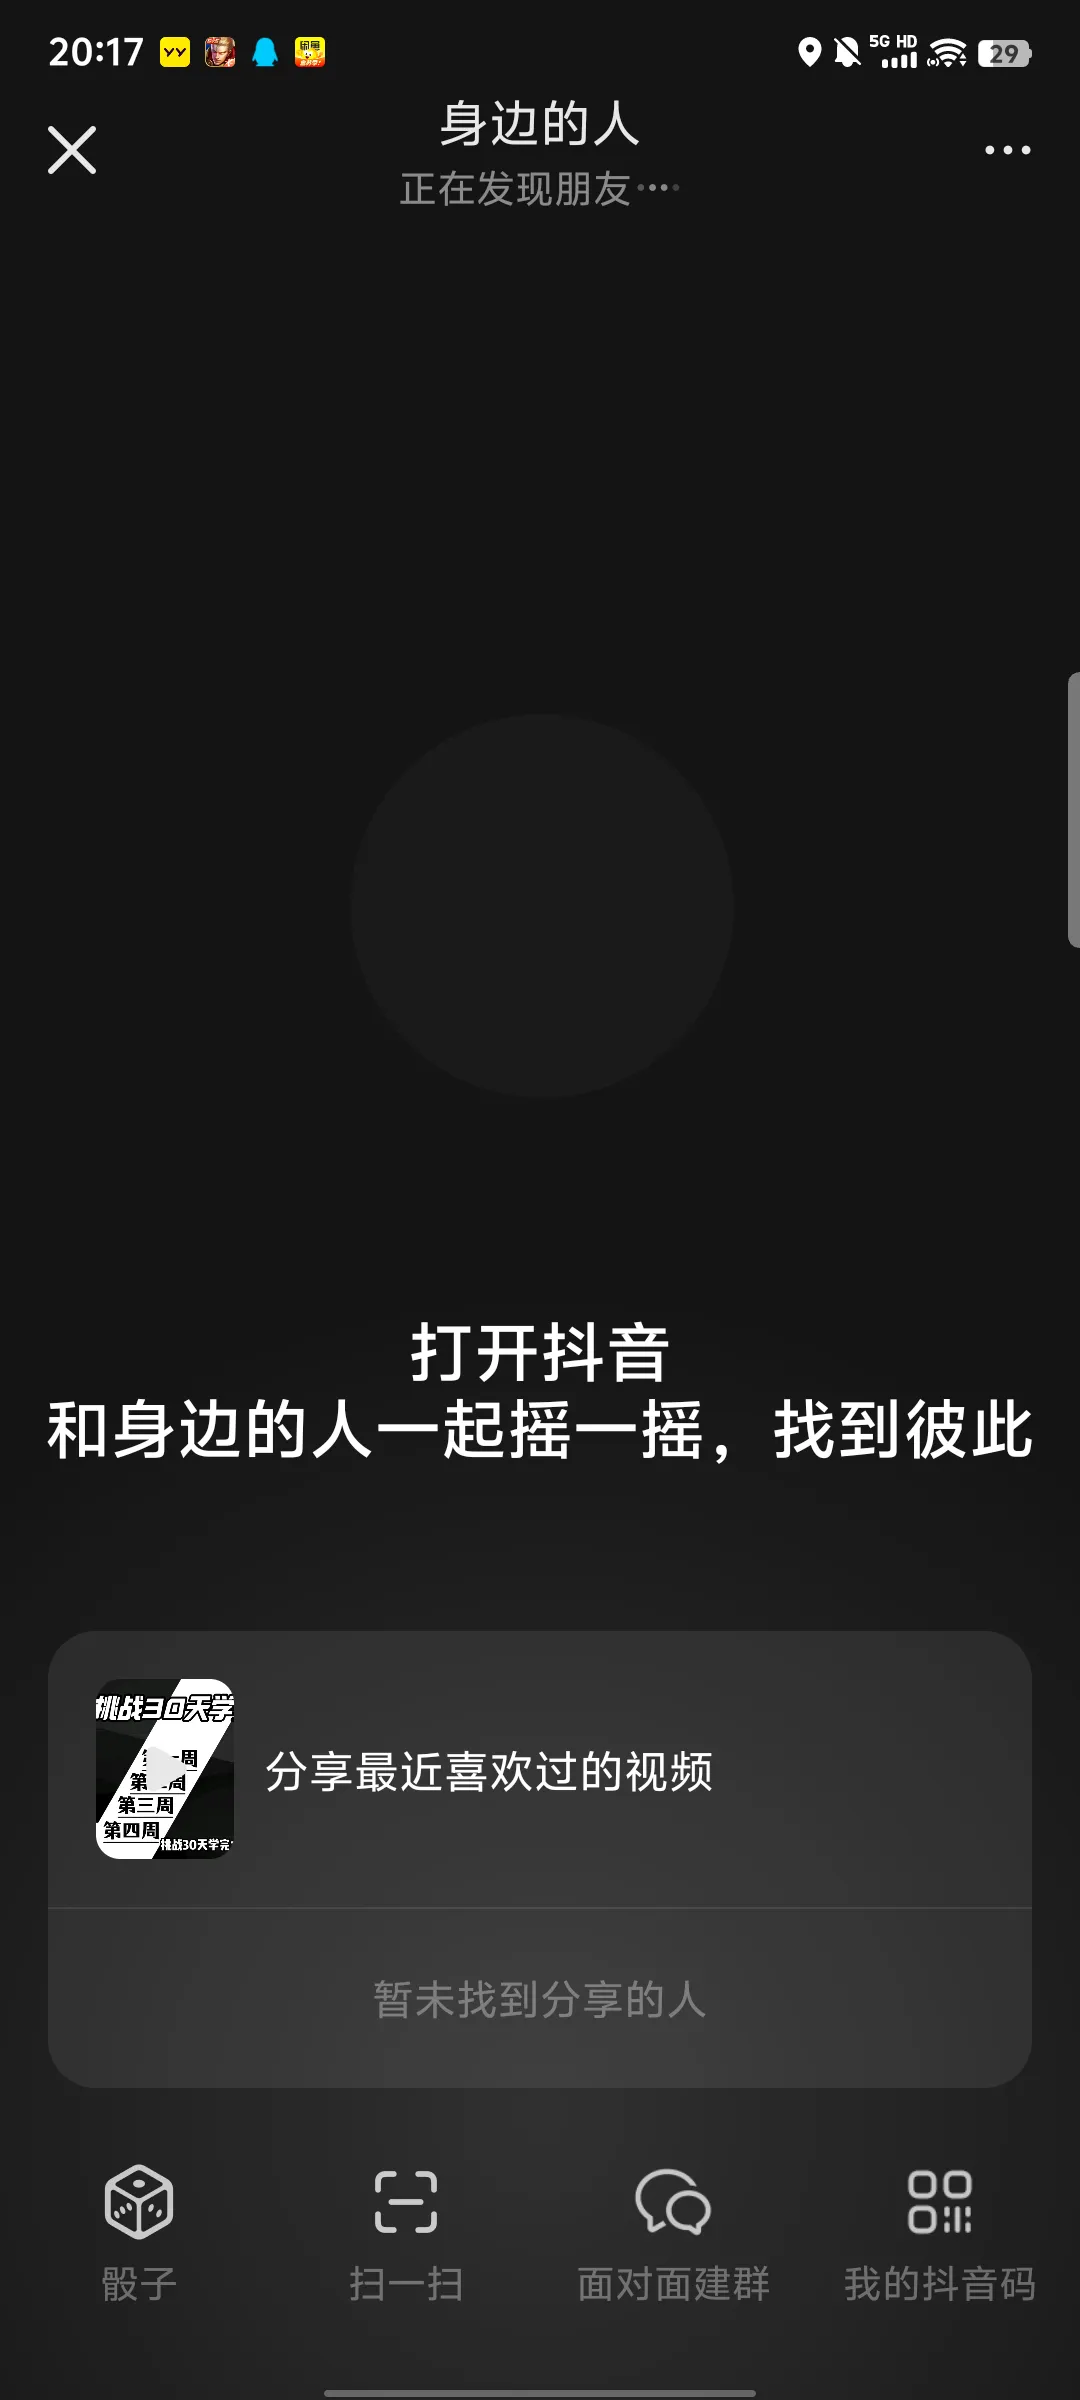 20:17
5G HD
29
身边的人
正在发现朋友····
打开抖音
和身边的人一起摇一摇，找到彼此
挑战30天学
第一周
第二周
第三周
第四周
挑战30天学完
分享最近喜欢过的视频
暂未找到分享的人
骰子
扫一扫
面对面建群
我的抖音码